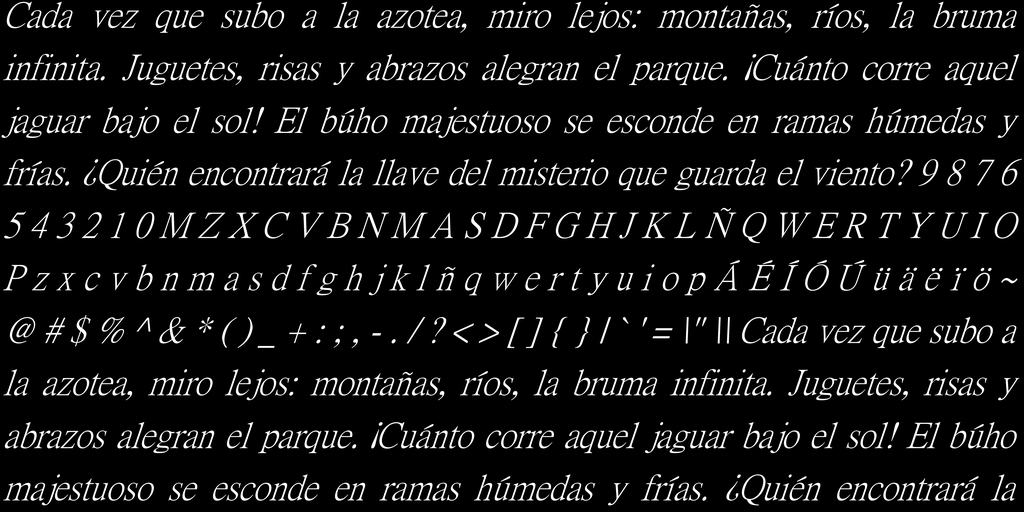 Cada vez que subo a la azotea, miro lejos: montañas, ríos, la bruma
infinita. Juguetes, risas y abrazos alegran el parque. ¡Cuánto corre aquel
jaguar bajo el sol! El búho majestuoso se esconde en ramas húmedas y
frías. ¿Quién encontrará la llave del misterio que guarda el viento? 9 8 7 6
5 4 3 2 1 0 M Z X C V B N M A S D F G H J K L Ñ Q W E R T Y U I O
P z x c v b n m a s d f g h j k l ñ q w e r t y u i o p Á É Í Ó Ú ü ä ë ï ö ~
@ # $ % ^ & * ( ) _ + : ; , - . / ? < > [ ] { } | ` ' = \" \\ Cada vez que subo a
la azotea, miro lejos: montañas, ríos, la bruma infinita. Juguetes, risas y
abrazos alegran el parque. ¡Cuánto corre aquel jaguar bajo el sol! El búho
majestuoso se esconde en ramas húmedas y frías. ¿Quién encontrará la